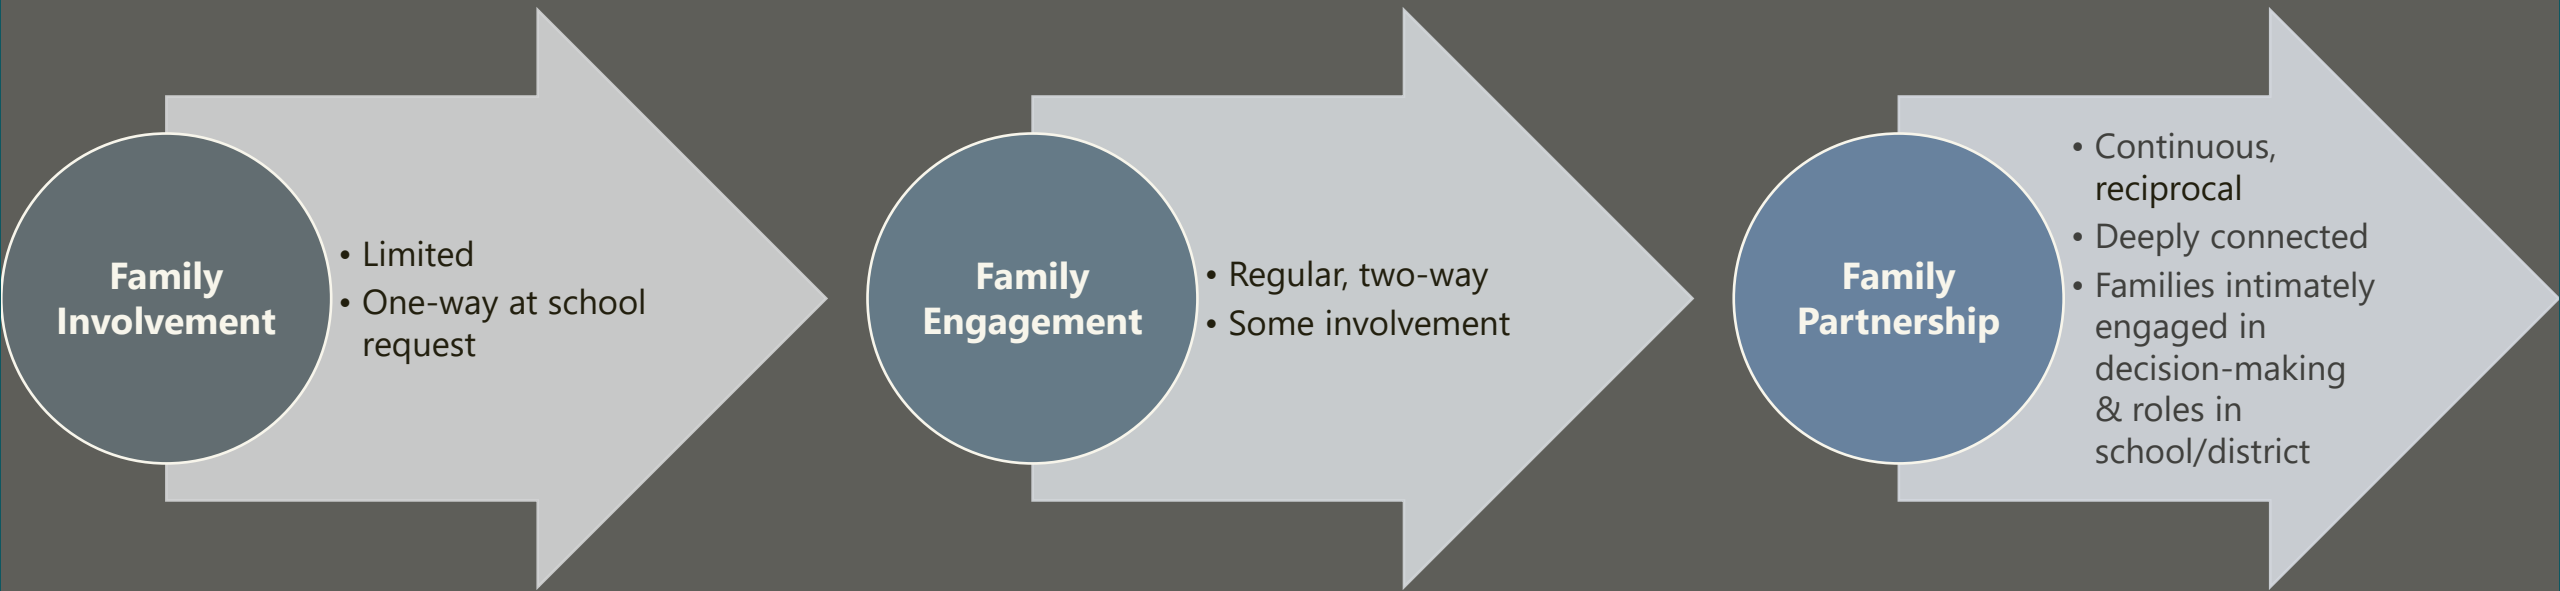 Family
Involvement
• Limited
• One-way at school
request
Family
Engagement
• Regular, two-way
• Some involvement
Family
Partnership
• Continuous,
reciprocal
• Deeply connected
• Families intimately
engaged in
decision-making
& roles in
school/district